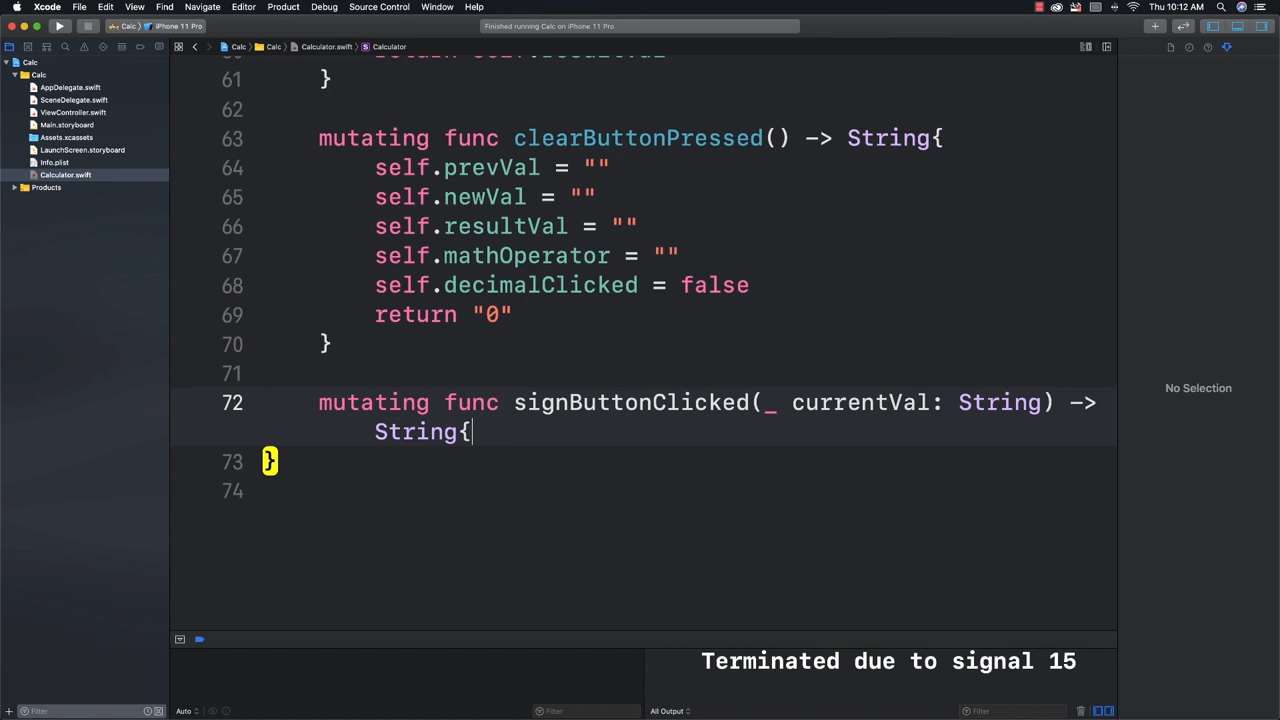 Xcode File Edit View Find Navigate Editor Product Debug Source Control Window Help Thu 10:12 AM
Calc iPhone 11 Pro Finished running Calc on iPhone 11 Pro
Calc Calc Calculator.swift S Calculator
Calc
Calc
AppDelegate.swift
SceneDelegate.swift
ViewController.swift
Main.storyboard
Assets.xcassets
LaunchScreen.storyboard
Info.plist
Calculator.swift
Products
61 }
62
63 mutating func clearButtonPressed() -> String{
64 self.prevVal = ""
65 self.newVal = ""
66 self.resultVal = ""
67 self.mathOperator = ""
68 self.decimalClicked = false
69 return "0"
70 }
71
72 mutating func signButtonClicked(_ currentVal: String) ->
String{
73 }
74
No Selection
Terminated due to signal 15
Filter Auto Filter All Output Filter